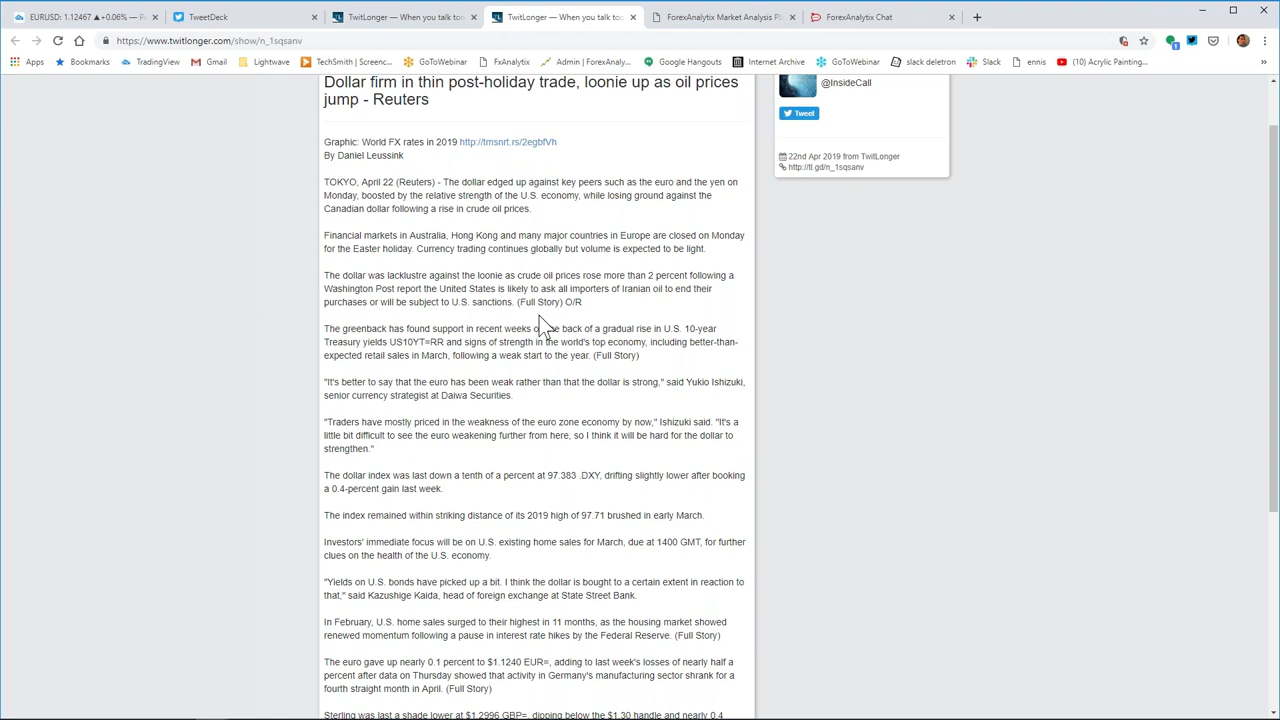 EURUSD: 1.12467 ▲+0.06% — P
TweetDeck
TwitLonger — When you talk too
TwitLonger — When you talk too
ForexAnalytix Market Analysis Pl
ForexAnalytix Chat
https://www.twitlonger.com/show/n_1sqsanv
Apps
Bookmarks
TradingView
Gmail
Lightwave
TechSmith | Screenc...
GoToWebinar
FxAnalytix
Admin | ForexAnaly...
Google Hangouts
Internet Archive
GoToWebinar
slack deletron
Slack
ennis
(10) Acrylic Painting...
Dollar firm in thin post-holiday trade, loonie up as oil prices
jump - Reuters
Graphic: World FX rates in 2019 http://tmsnrt.rs/2egbfVh
By Daniel Leussink
TOKYO, April 22 (Reuters) - The dollar edged up against key peers such as the euro and the yen on
Monday, boosted by the relative strength of the U.S. economy, while losing ground against the
Canadian dollar following a rise in crude oil prices.
Financial markets in Australia, Hong Kong and many major countries in Europe are closed on Monday
for the Easter holiday. Currency trading continues globally but volume is expected to be light.
The dollar was lacklustre against the loonie as crude oil prices rose more than 2 percent following a
Washington Post report the United States is likely to ask all importers of Iranian oil to end their
purchases or will be subject to U.S. sanctions. (Full Story) O/R
The greenback has found support in recent weeks back of a gradual rise in U.S. 10-year
Treasury yields US10YT=RR and signs of strength in the world's top economy, including better-than-
expected retail sales in March, following a weak start to the year. (Full Story)
"It's better to say that the euro has been weak rather than that the dollar is strong," said Yukio Ishizuki,
senior currency strategist at Daiwa Securities.
"Traders have mostly priced in the weakness of the euro zone economy by now," Ishizuki said. "It's a
little bit difficult to see the euro weakening further from here, so I think it will be hard for the dollar to
strengthen."
The dollar index was last down a tenth of a percent at 97.383 .DXY, drifting slightly lower after booking
a 0.4-percent gain last week.
The index remained within striking distance of its 2019 high of 97.71 brushed in early March.
Investors' immediate focus will be on U.S. existing home sales for March, due at 1400 GMT, for further
clues on the health of the U.S. economy.
"Yields on U.S. bonds have picked up a bit. I think the dollar is bought to a certain extent in reaction to
that," said Kazushige Kaida, head of foreign exchange at State Street Bank.
In February, U.S. home sales surged to their highest in 11 months, as the housing market showed
renewed momentum following a pause in interest rate hikes by the Federal Reserve. (Full Story)
The euro gave up nearly 0.1 percent to $1.1240 EUR=, adding to last week's losses of nearly half a
percent after data on Thursday showed that activity in Germany's manufacturing sector shrank for a
fourth straight month in April. (Full Story)
Sterling was last a shade lower at $1.2996 GBP=, dipping below the $1.30 handle and nearly 0.4
@InsideCall
Tweet
22nd Apr 2019 from TwitLonger
http://tl.gd/n_1sqsanv